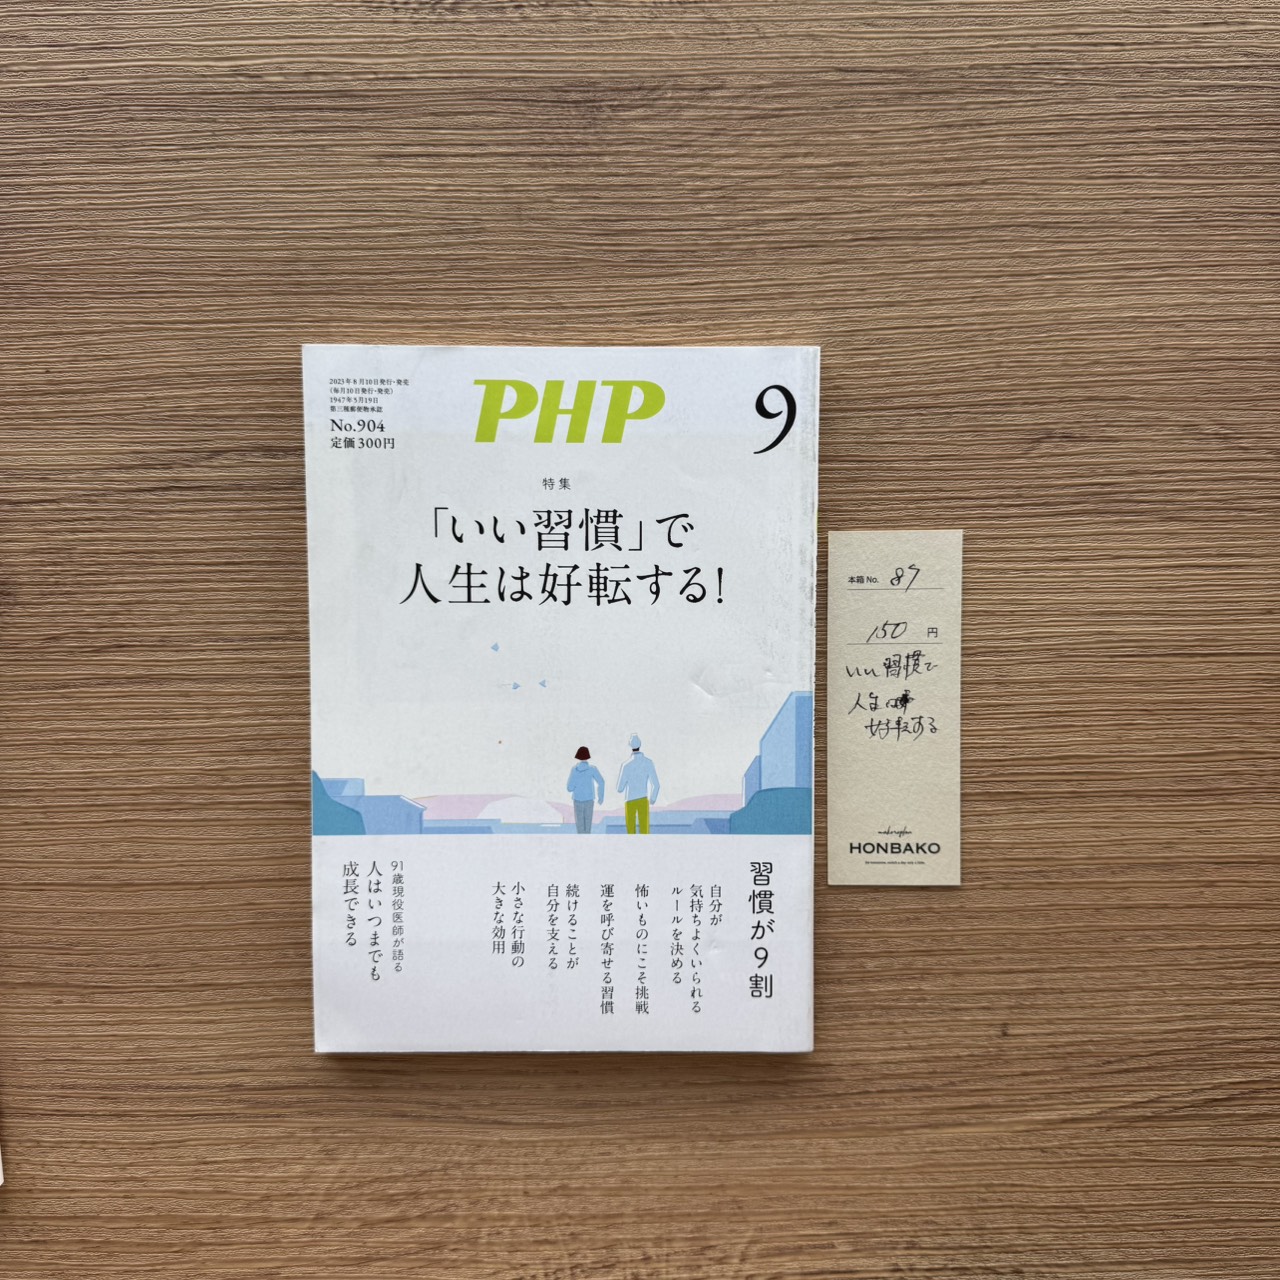 2023年8月10日発行・発売
(毎月10日発行・発売)
1947年5月19日
第三種郵便物承認
No.904
定価300円
PHP
9
特集
「いい習慣」で
人生は好転する!
習慣が9割
自分が
気持ちよくいられる
ルールを決める
怖いものにこそ挑戦
運を呼び寄せる習慣
続けることが
自分を支える
小さな行動の
大きな効用
91歳現役医師が語る
人はいつまでも
成長できる
本箱 No. 87
150 円
いい習慣で
人生は
好転する
HONBAKO